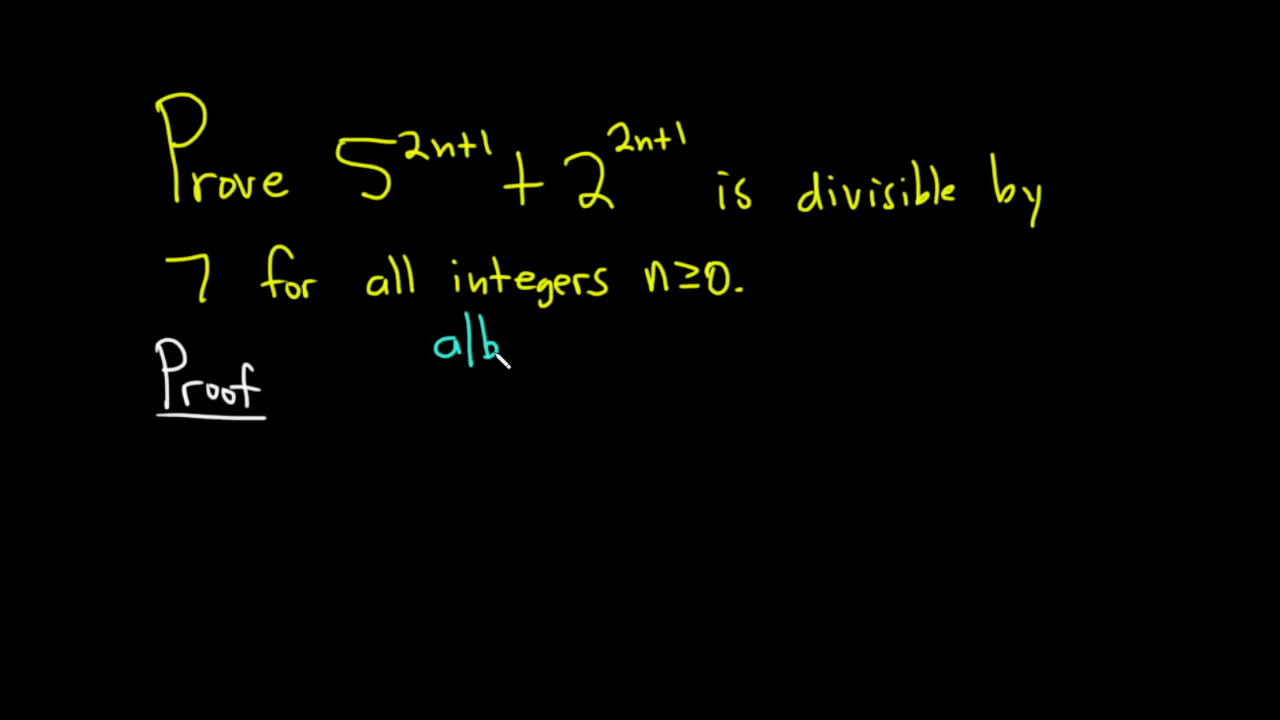 Prove 5^{2n+1} + 2^{2n+1} is divisible by
7 for all integers n≥0.
a|b
Proof